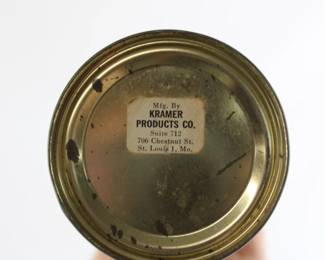 Mfg. By
KRAMER
PRODUCTS CO.
Suite 712
706 Chestnut St.
St. Louis 1, Mo.